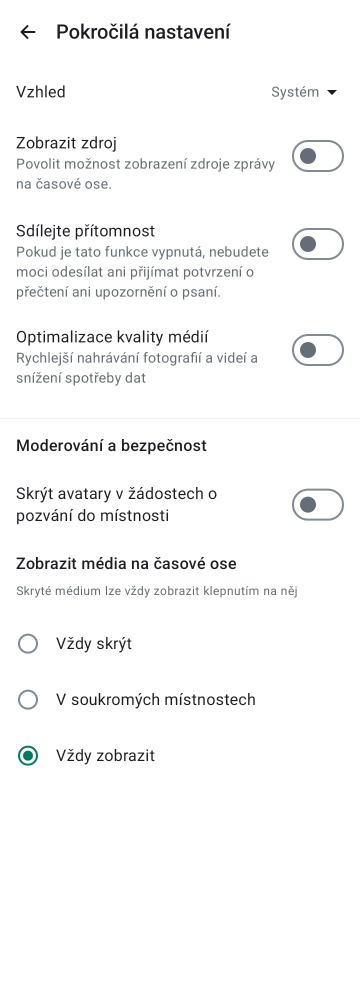 Pokročilá nastavení
Vzhled
Systém
Zobrazit zdroj
Povolit možnost zobrazení zdroje zprávy
na časové ose.
Sdílejte přítomnost
Pokud je tato funkce vypnutá, nebudete
moci odesílat ani přijímat potvrzení o
přečtení ani upozornění o psaní.
Optimalizace kvality médií
Rychlejší nahrávání fotografií a videí a
snížení spotřeby dat
Moderování a bezpečnost
Skrýt avatary v žádostech o
pozvání do místnosti
Zobrazit média na časové ose
Skryté médium lze vždy zobrazit klepnutím na něj
Vždy skrýt
V soukromých místnostech
Vždy zobrazit